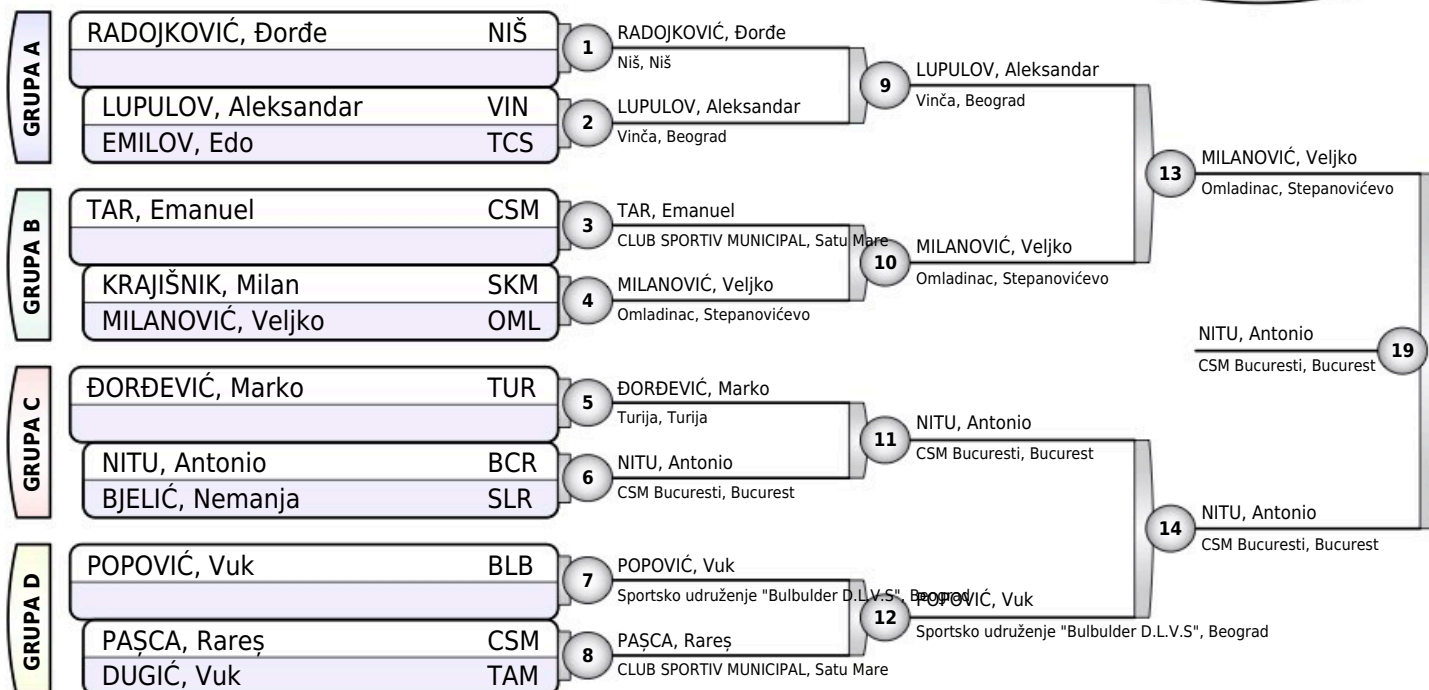 GRUPA A
RADOJKOVIĆ, Đorđe NIŠ
LUPULOV, Aleksandar VIN
EMILOV, Edo TCS
1
RADOJKOVIĆ, Đorđe
Niš, Niš
2
LUPULOV, Aleksandar
Vinča, Beograd
9
LUPULOV, Aleksandar
Vinča, Beograd
GRUPA B
TAR, Emanuel CSM
KRAJIŠNIK, Milan SKM
MILANOVIĆ, Veljko OML
3
TAR, Emanuel
CLUB SPORTIV MUNICIPAL, Satu Mare
4
MILANOVIĆ, Veljko
Omladinac, Stepanovićevo
10
MILANOVIĆ, Veljko
Omladinac, Stepanovićevo
13
MILANOVIĆ, Veljko
Omladinac, Stepanovićevo
GRUPA C
ĐORĐEVIĆ, Marko TUR
NITU, Antonio BCR
BJELIĆ, Nemanja SLR
5
ĐORĐEVIĆ, Marko
Turija, Turija
6
NITU, Antonio
CSM Bucuresti, Bucurest
11
NITU, Antonio
CSM Bucuresti, Bucurest
GRUPA D
POPOVIĆ, Vuk BLB
PAȘCA, Rareș CSM
DUGIĆ, Vuk TAM
7
POPOVIĆ, Vuk
Sportsko udruženje "Bulbulder D.L.V.S", Beograd
8
PAȘCA, Rareș
CLUB SPORTIV MUNICIPAL, Satu Mare
12
POPOVIĆ, Vuk
Sportsko udruženje "Bulbulder D.L.V.S", Beograd
14
NITU, Antonio
CSM Bucuresti, Bucurest
NITU, Antonio
CSM Bucuresti, Bucurest
19